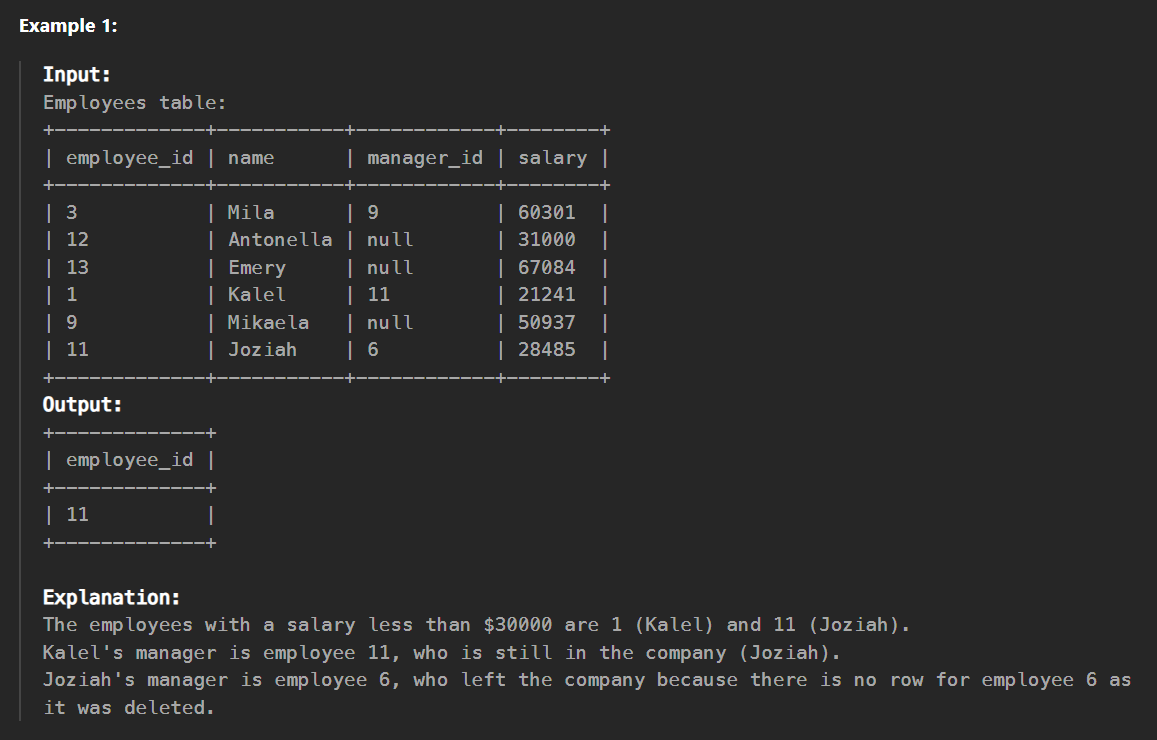 Example 1:
Input:
Employees table:
+-------------+-----------+------------+--------+
| employee_id | name      | manager_id | salary |
+-------------+-----------+------------+--------+
| 3           | Mila      | 9          | 60301  |
| 12          | Antonella | null       | 31000  |
| 13          | Emery     | null       | 67084  |
| 1           | Kalel     | 11         | 21241  |
| 9           | Mikaela   | null       | 50937  |
| 11          | Joziah    | 6          | 28485  |
+-------------+-----------+------------+--------+
Output:
+-------------+
| employee_id |
+-------------+
| 11          |
+-------------+
Explanation:
The employees with a salary less than $30000 are 1 (Kalel) and 11 (Joziah).
Kalel's manager is employee 11, who is still in the company (Joziah).
Joziah's manager is employee 6, who left the company because there is no row for employee 6 as
it was deleted.